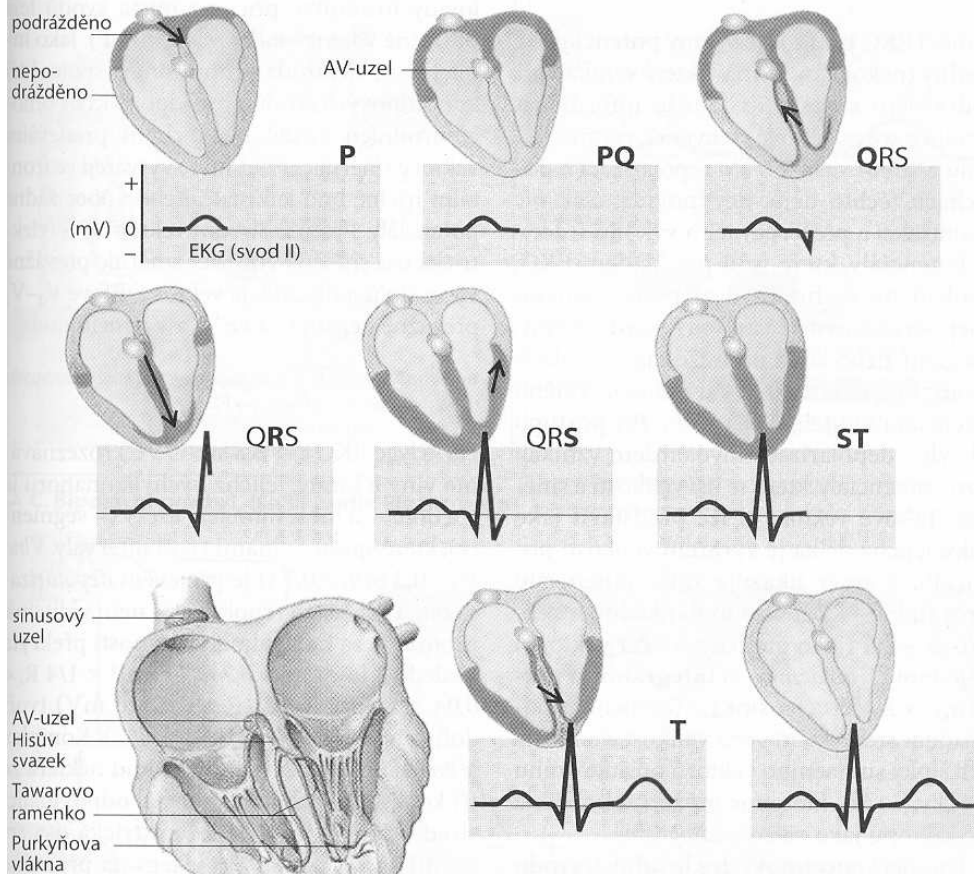 podrážděno
nepo-
drážděno
AV-uzel
P
PQ
QRS
+
(mV) 0
−
EKG (svod II)
QRS
QRS
ST
sinusový
uzel
AV-uzel
Hisův
svazek
Tawarovo
raménko
Purkyňova
vlákna
T